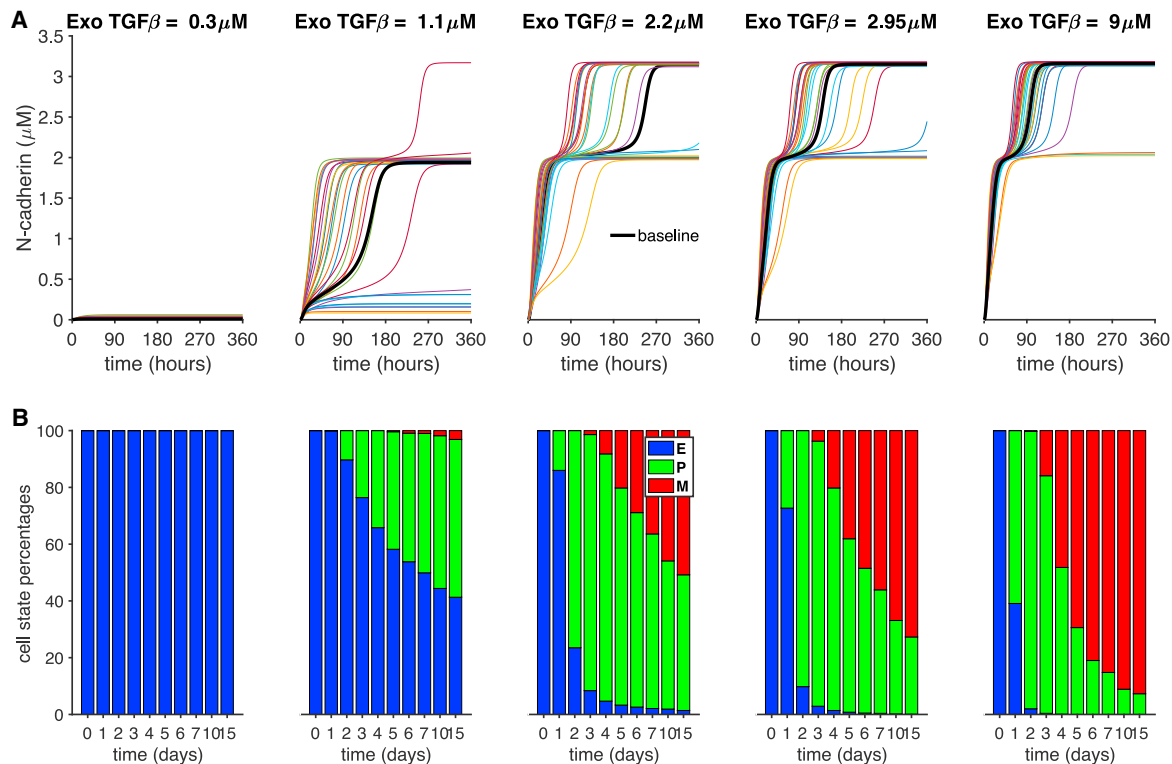 A
Exo TGFβ = 0.3μM
Exo TGFβ = 1.1μM
Exo TGFβ = 2.2μM
Exo TGFβ = 2.95μM
Exo TGFβ = 9μM
N-cadherin (μM)
3.5
3
2.5
2
1.5
1
0.5
0
baseline
0 90 180 270 360
0 90 180 270 360
0 90 180 270 360
0 90 180 270 360
0 90 180 270 360
time (hours)
time (hours)
time (hours)
time (hours)
time (hours)
B
cell state percentages
100
80
60
40
20
0
E
P
M
0 1 2 3 4 5 6 7 10 15
0 1 2 3 4 5 6 7 10 15
0 1 2 3 4 5 6 7 10 15
0 1 2 3 4 5 6 7 10 15
0 1 2 3 4 5 6 7 10 15
time (days)
time (days)
time (days)
time (days)
time (days)